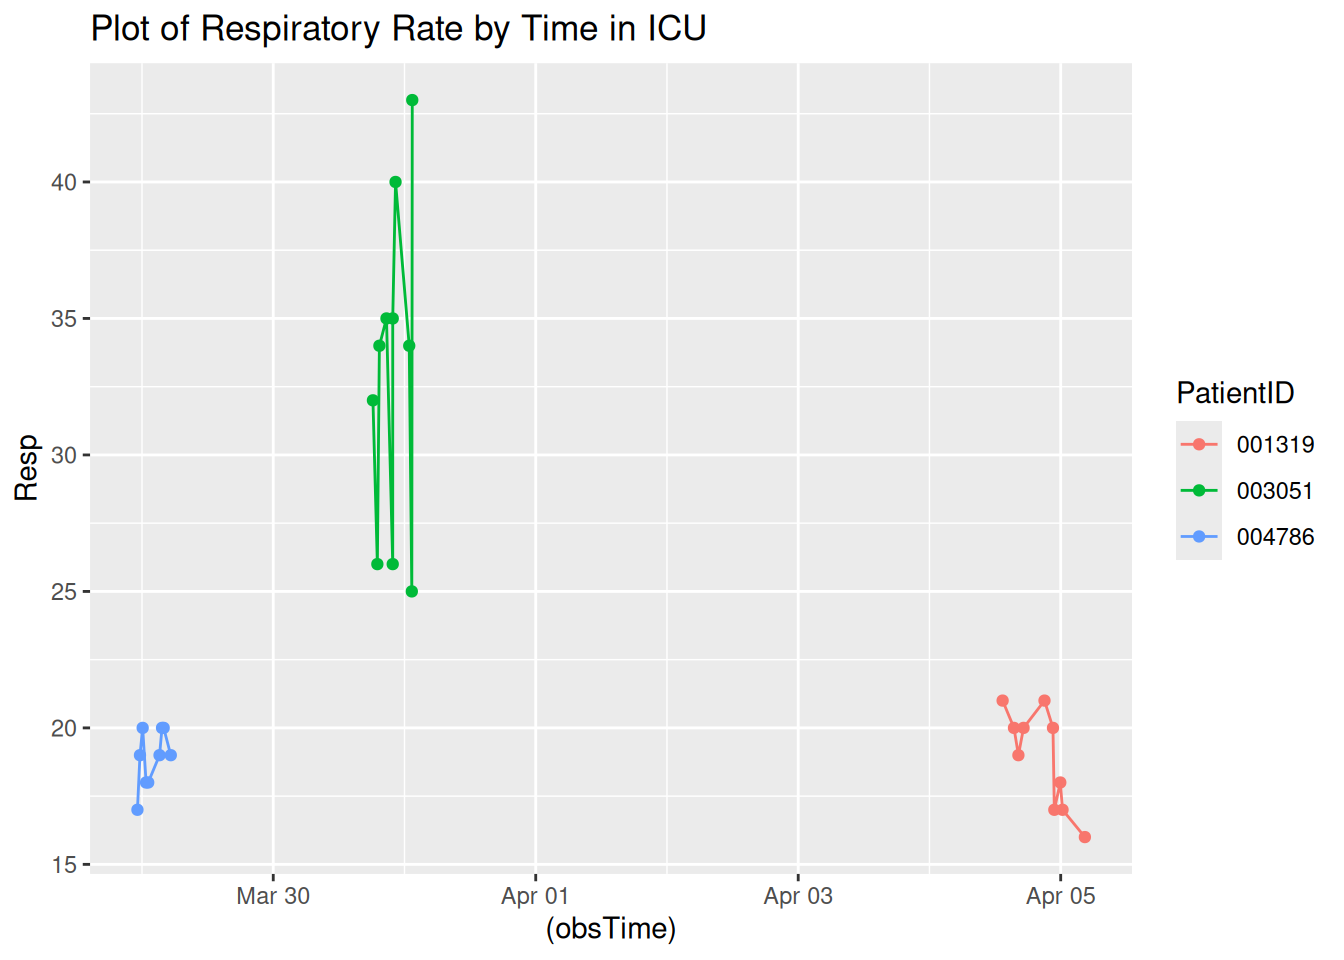 Plot of Respiratory Rate by Time in ICU
Resp
40
35
30
25
20
15
Mar 30
Apr 01
Apr 03
Apr 05
(obsTime)
PatientID
001319
003051
004786